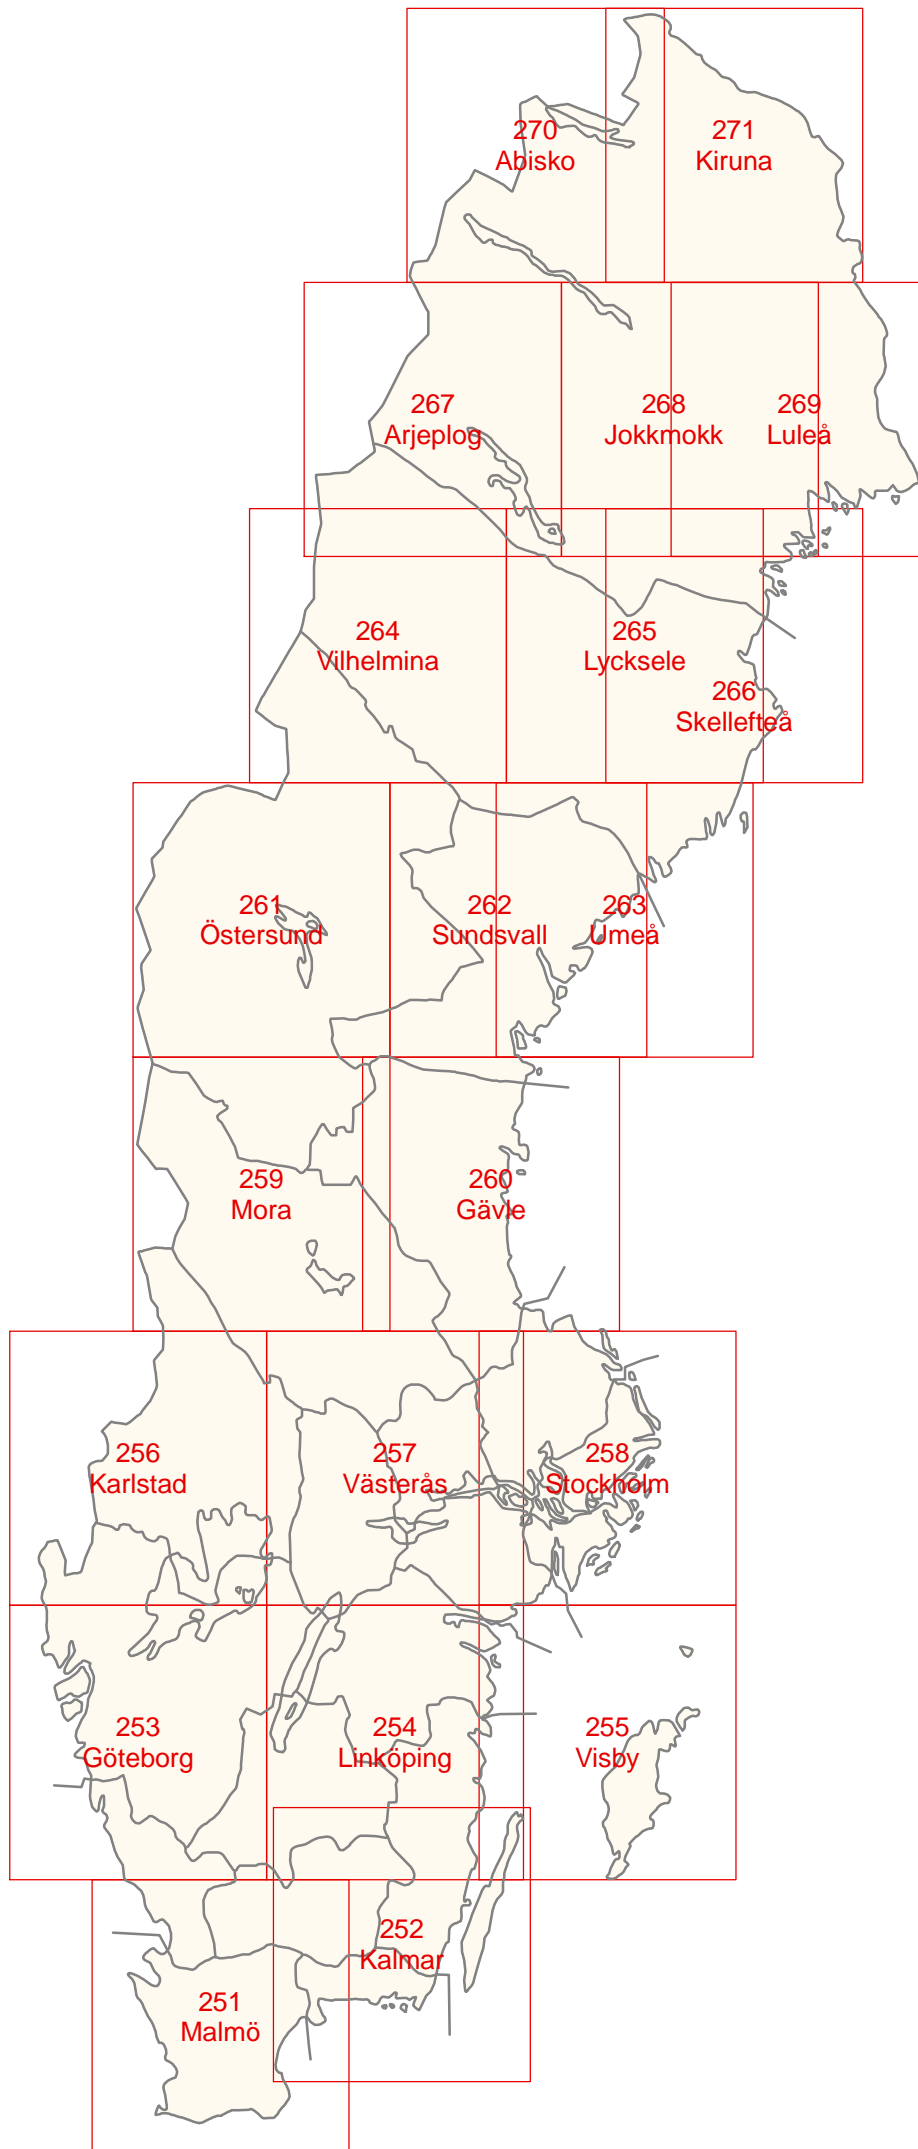 270
Abisko
271
Kiruna
267
Arjeplog
268
Jokkmokk
269
Luleå
264
Vilhelmina
265
Lycksele
266
Skellefteå
261
Östersund
262
Sundsvall
263
Umeå
259
Mora
260
Gävle
256
Karlstad
257
Västerås
258
Stockholm
253
Göteborg
254
Linköping
255
Visby
252
Kalmar
251
Malmö